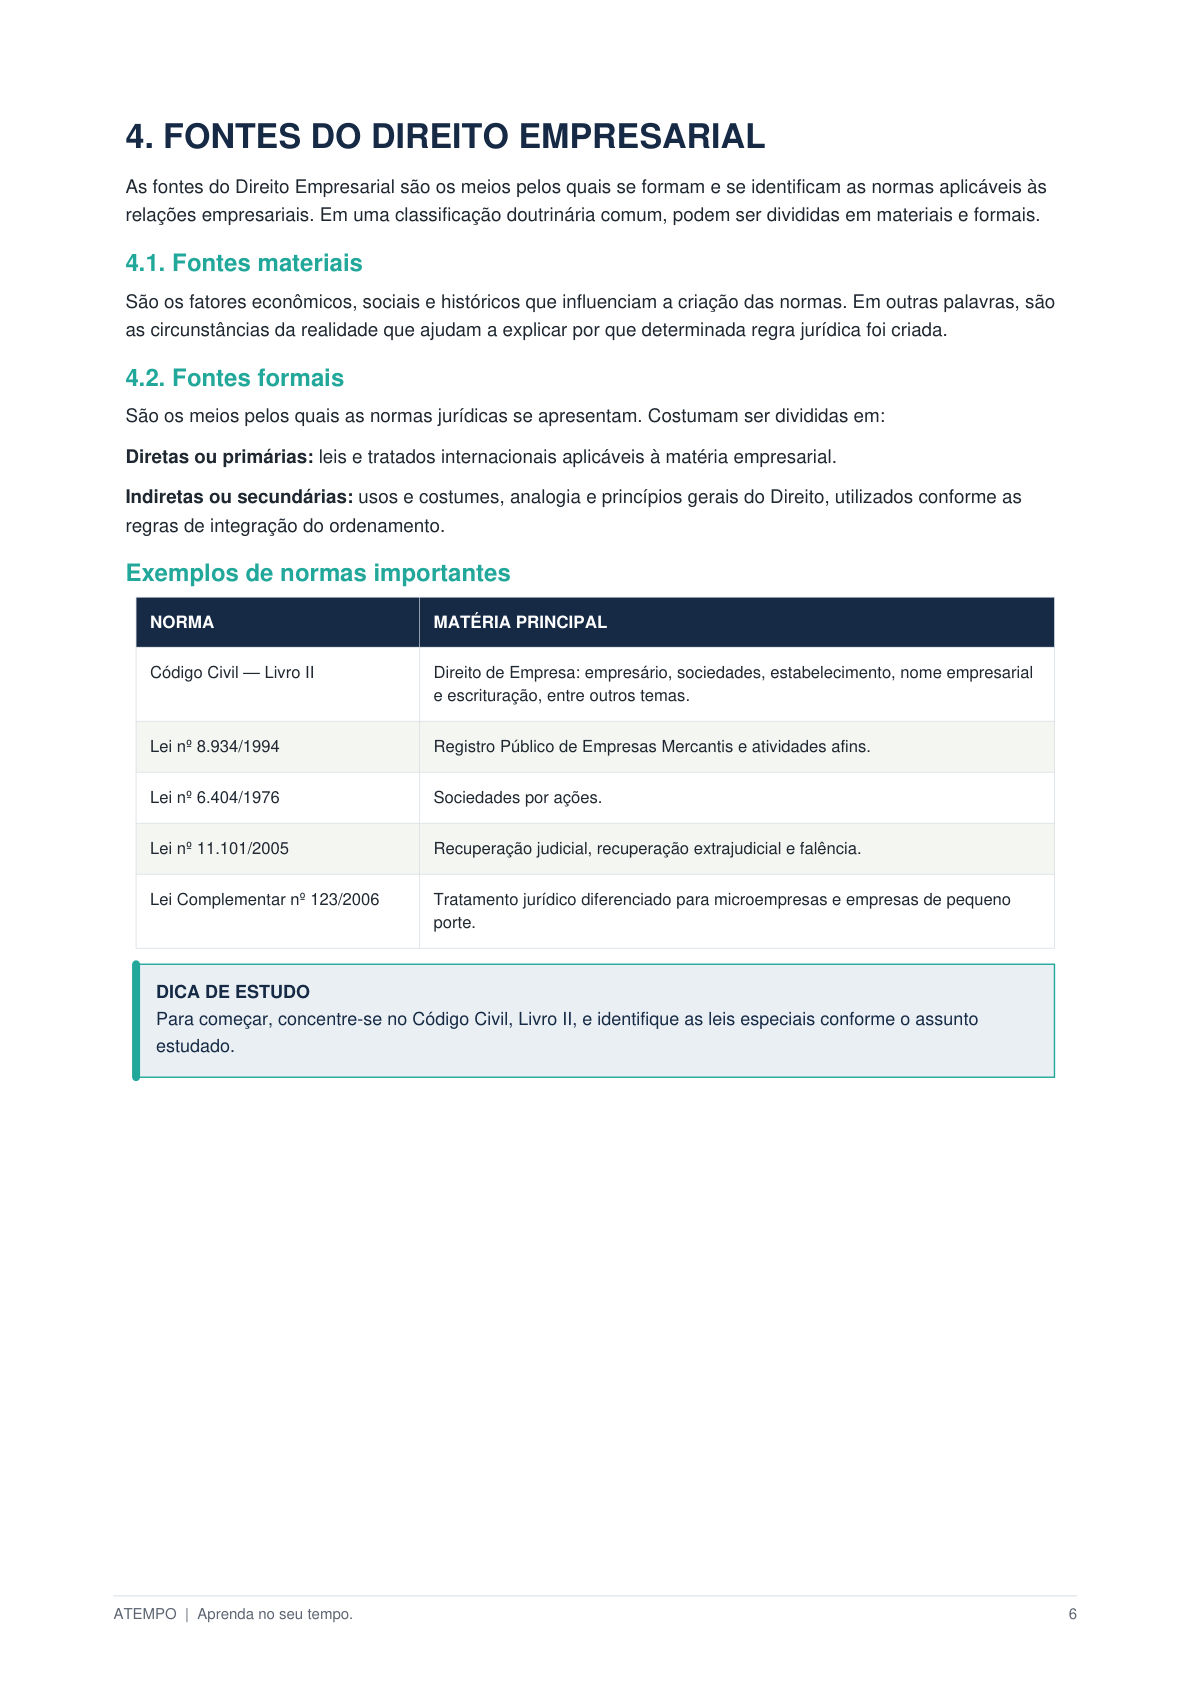 4. FONTES DO DIREITO EMPRESARIAL
As fontes do Direito Empresarial são os meios pelos quais se formam e se identificam as normas aplicáveis às
relações empresariais. Em uma classificação doutrinária comum, podem ser divididas em materiais e formais.
4.1. Fontes materiais
São os fatores econômicos, sociais e históricos que influenciam a criação das normas. Em outras palavras, são
as circunstâncias da realidade que ajudam a explicar por que determinada regra jurídica foi criada.
4.2. Fontes formais
São os meios pelos quais as normas jurídicas se apresentam. Costumam ser divididas em:
Diretas ou primárias: leis e tratados internacionais aplicáveis à matéria empresarial.
Indiretas ou secundárias: usos e costumes, analogia e princípios gerais do Direito, utilizados conforme as
regras de integração do ordenamento.
Exemplos de normas importantes
NORMA MATÉRIA PRINCIPAL
Código Civil — Livro II Direito de Empresa: empresário, sociedades, estabelecimento, nome empresarial
e escrituração, entre outros temas.
Lei nº 8.934/1994 Registro Público de Empresas Mercantis e atividades afins.
Lei nº 6.404/1976 Sociedades por ações.
Lei nº 11.101/2005 Recuperação judicial, recuperação extrajudicial e falência.
Lei Complementar nº 123/2006 Tratamento jurídico diferenciado para microempresas e empresas de pequeno
porte.
DICA DE ESTUDO
Para começar, concentre-se no Código Civil, Livro II, e identifique as leis especiais conforme o assunto
estudado.
ATEMPO | Aprenda no seu tempo. 6